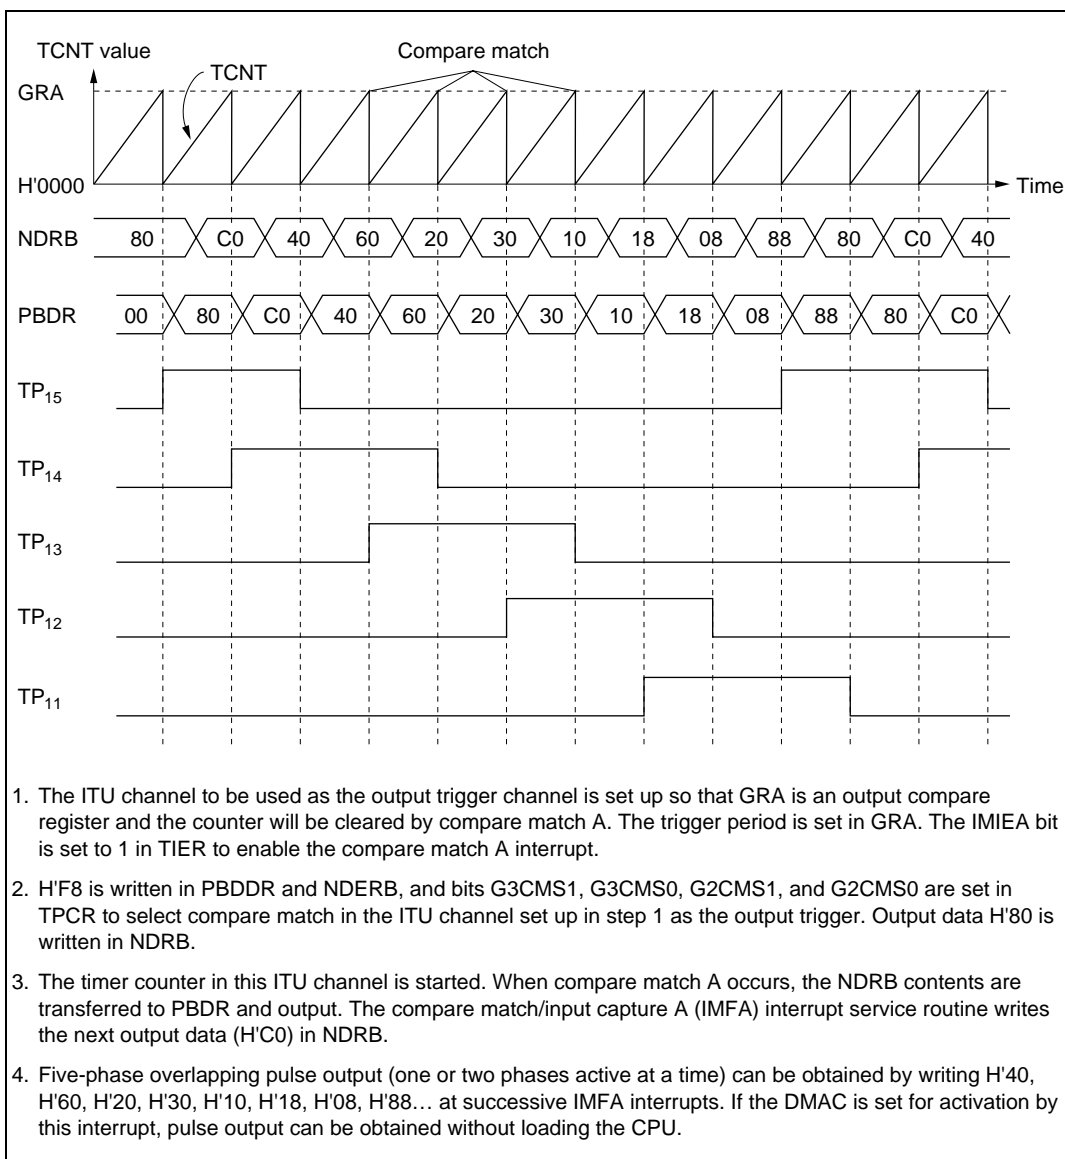 TCNT value
Compare match
TCNT
GRA
H'0000
Time
NDRB 80 C0 40 60 20 30 10 18 08 88 80 C0 40
PBDR 00 80 C0 40 60 20 30 10 18 08 88 80 C0
TP15
TP14
TP13
TP12
TP11
1. The ITU channel to be used as the output trigger channel is set up so that GRA is an output compare
register and the counter will be cleared by compare match A. The trigger period is set in GRA. The IMIEA bit
is set to 1 in TIER to enable the compare match A interrupt.
2. H'F8 is written in PBDDR and NDERB, and bits G3CMS1, G3CMS0, G2CMS1, and G2CMS0 are set in
TPCR to select compare match in the ITU channel set up in step 1 as the output trigger. Output data H'80 is
written in NDRB.
3. The timer counter in this ITU channel is started. When compare match A occurs, the NDRB contents are
transferred to PBDR and output. The compare match/input capture A (IMFA) interrupt service routine writes
the next output data (H'C0) in NDRB.
4. Five-phase overlapping pulse output (one or two phases active at a time) can be obtained by writing H'40,
H'60, H'20, H'30, H'10, H'18, H'08, H'88… at successive IMFA interrupts. If the DMAC is set for activation by
this interrupt, pulse output can be obtained without loading the CPU.